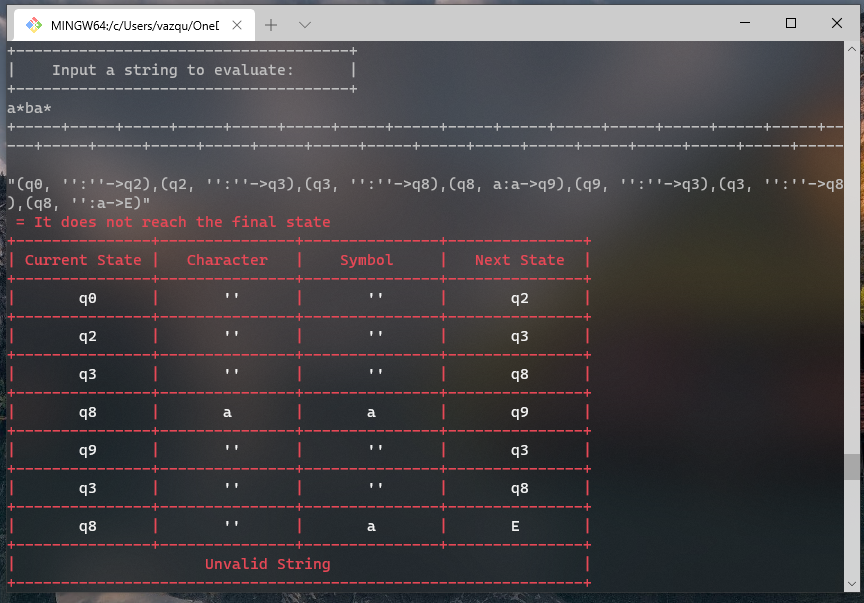 MINGW64:/c/Users/vazqu/OneD
+-------------------------------------+
|    Input a string to evaluate:      |
+-------------------------------------+
a*ba*
+-----+-----+-----+-----+-----+-----+-----+-----+-----+-----+-----+-----+-----+-----+-----+--
---+-----+-----+-----+-----+-----+-----+-----+-----+-----+-----+-----+-----+-----+-----+-----
"(q0, '':''->q2),(q2, '':''->q3),(q3, '':''->q8),(q8, a:a->q9),(q9, '':''->q3),(q3, '':''->q8
),(q8, '':a->E)"
= It does not reach the final state
+---------------+---------------+---------------+---------------+
| Current State |   Character   |    Symbol     |   Next State  |
+---------------+---------------+---------------+---------------+
|      q0       |      ''       |      ''       |      q2       |
+---------------+---------------+---------------+---------------+
|      q2       |      ''       |      ''       |      q3       |
+---------------+---------------+---------------+---------------+
|      q3       |      ''       |      ''       |      q8       |
+---------------+---------------+---------------+---------------+
|      q8       |      a        |      a        |      q9       |
+---------------+---------------+---------------+---------------+
|      q9       |      ''       |      ''       |      q3       |
+---------------+---------------+---------------+---------------+
|      q3       |      ''       |      ''       |      q8       |
+---------------+---------------+---------------+---------------+
|      q8       |      ''       |      a        |      E        |
+---------------+---------------+---------------+---------------+
|                     Unvalid String                            |
+---------------------------------------------------------------+